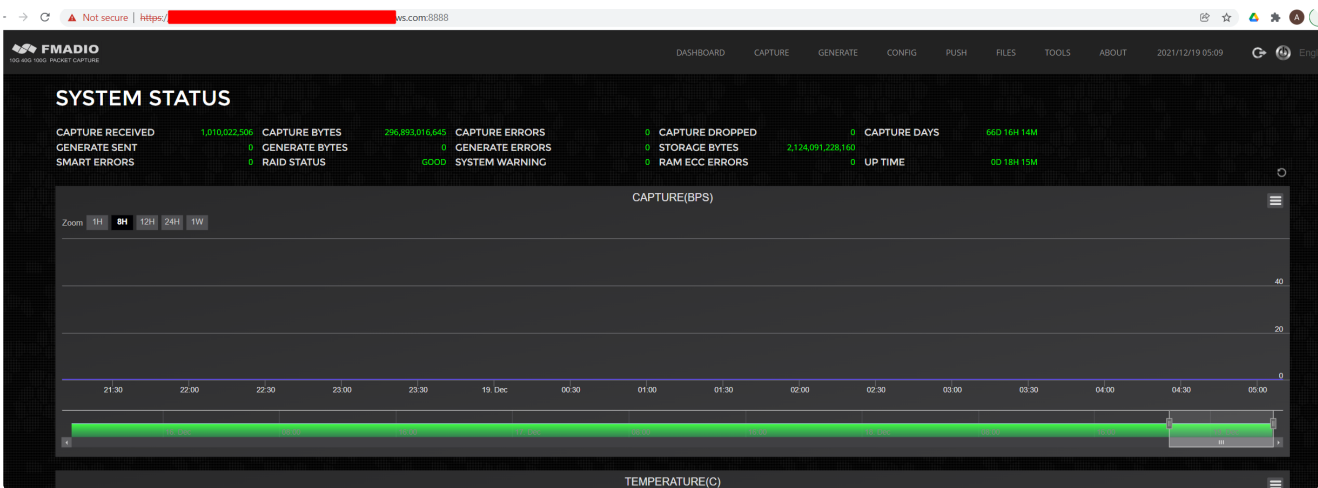 Not secure | https:/ ws.com:8888 A
FMADIO
10G 40G 100G PACKET CAPTURE
DASHBOARD CAPTURE GENERATE CONFIG PUSH FILES TOOLS ABOUT 2021/12/19 05:09 Engl
SYSTEM STATUS
CAPTURE RECEIVED 1,010,022,506 CAPTURE BYTES 296,893,016,645 CAPTURE ERRORS 0 CAPTURE DROPPED 0 CAPTURE DAYS 66D 16H 14M
GENERATE SENT 0 GENERATE BYTES 0 GENERATE ERRORS 0 STORAGE BYTES 2,124,091,228,160
SMART ERRORS 0 RAID STATUS GOOD SYSTEM WARNING 0 RAM ECC ERRORS 0 UP TIME 0D 18H 15M
CAPTURE(BPS)
Zoom 1H 8H 12H 24H 1W
40
20
0
21:30 22:00 22:30 23:00 23:30 19. Dec 00:30 01:00 01:30 02:00 02:30 03:00 03:30 04:00 04:30 05:00
TEMPERATURE(C)